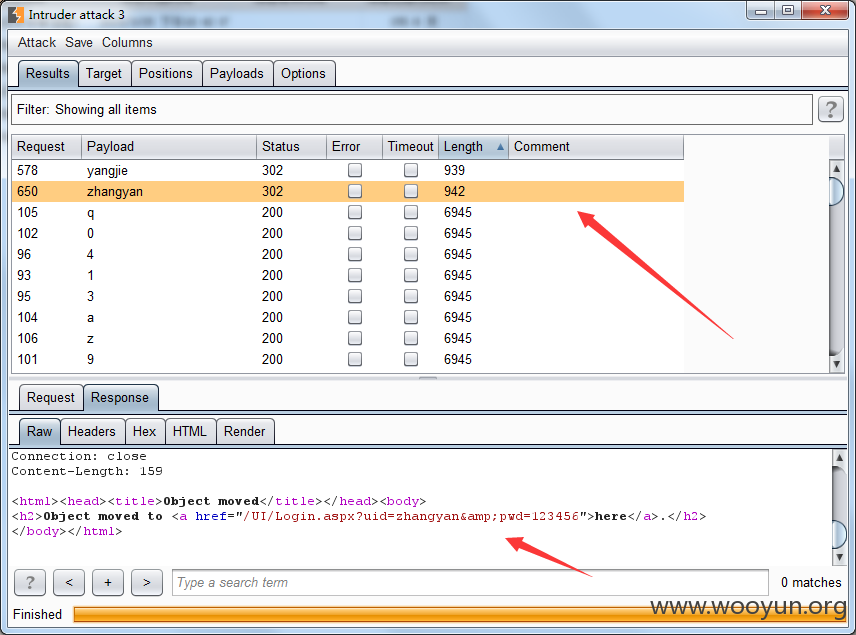 Intruder attack 3
Attack Save Columns
Results Target Positions Payloads Options
Filter: Showing all items ?
Request Payload Status Error Timeout Length Comment
578 yangjie 302 939
650 zhangyan 302 942
105 q 200 6945
102 0 200 6945
96 4 200 6945
93 1 200 6945
95 3 200 6945
104 a 200 6945
106 z 200 6945
101 9 200 6945
Request Response
Raw Headers Hex HTML Render
Connection: close
Content-Length: 159
<html><head><title>Object moved</title></head><body>
<h2>Object moved to <a href="/UI/Login.aspx?uid=zhangyan&amp;pwd=123456">here</a>.</h2>
</body></html>
? < + > Type a search term 0 matches
Finished
www.wooyun.org